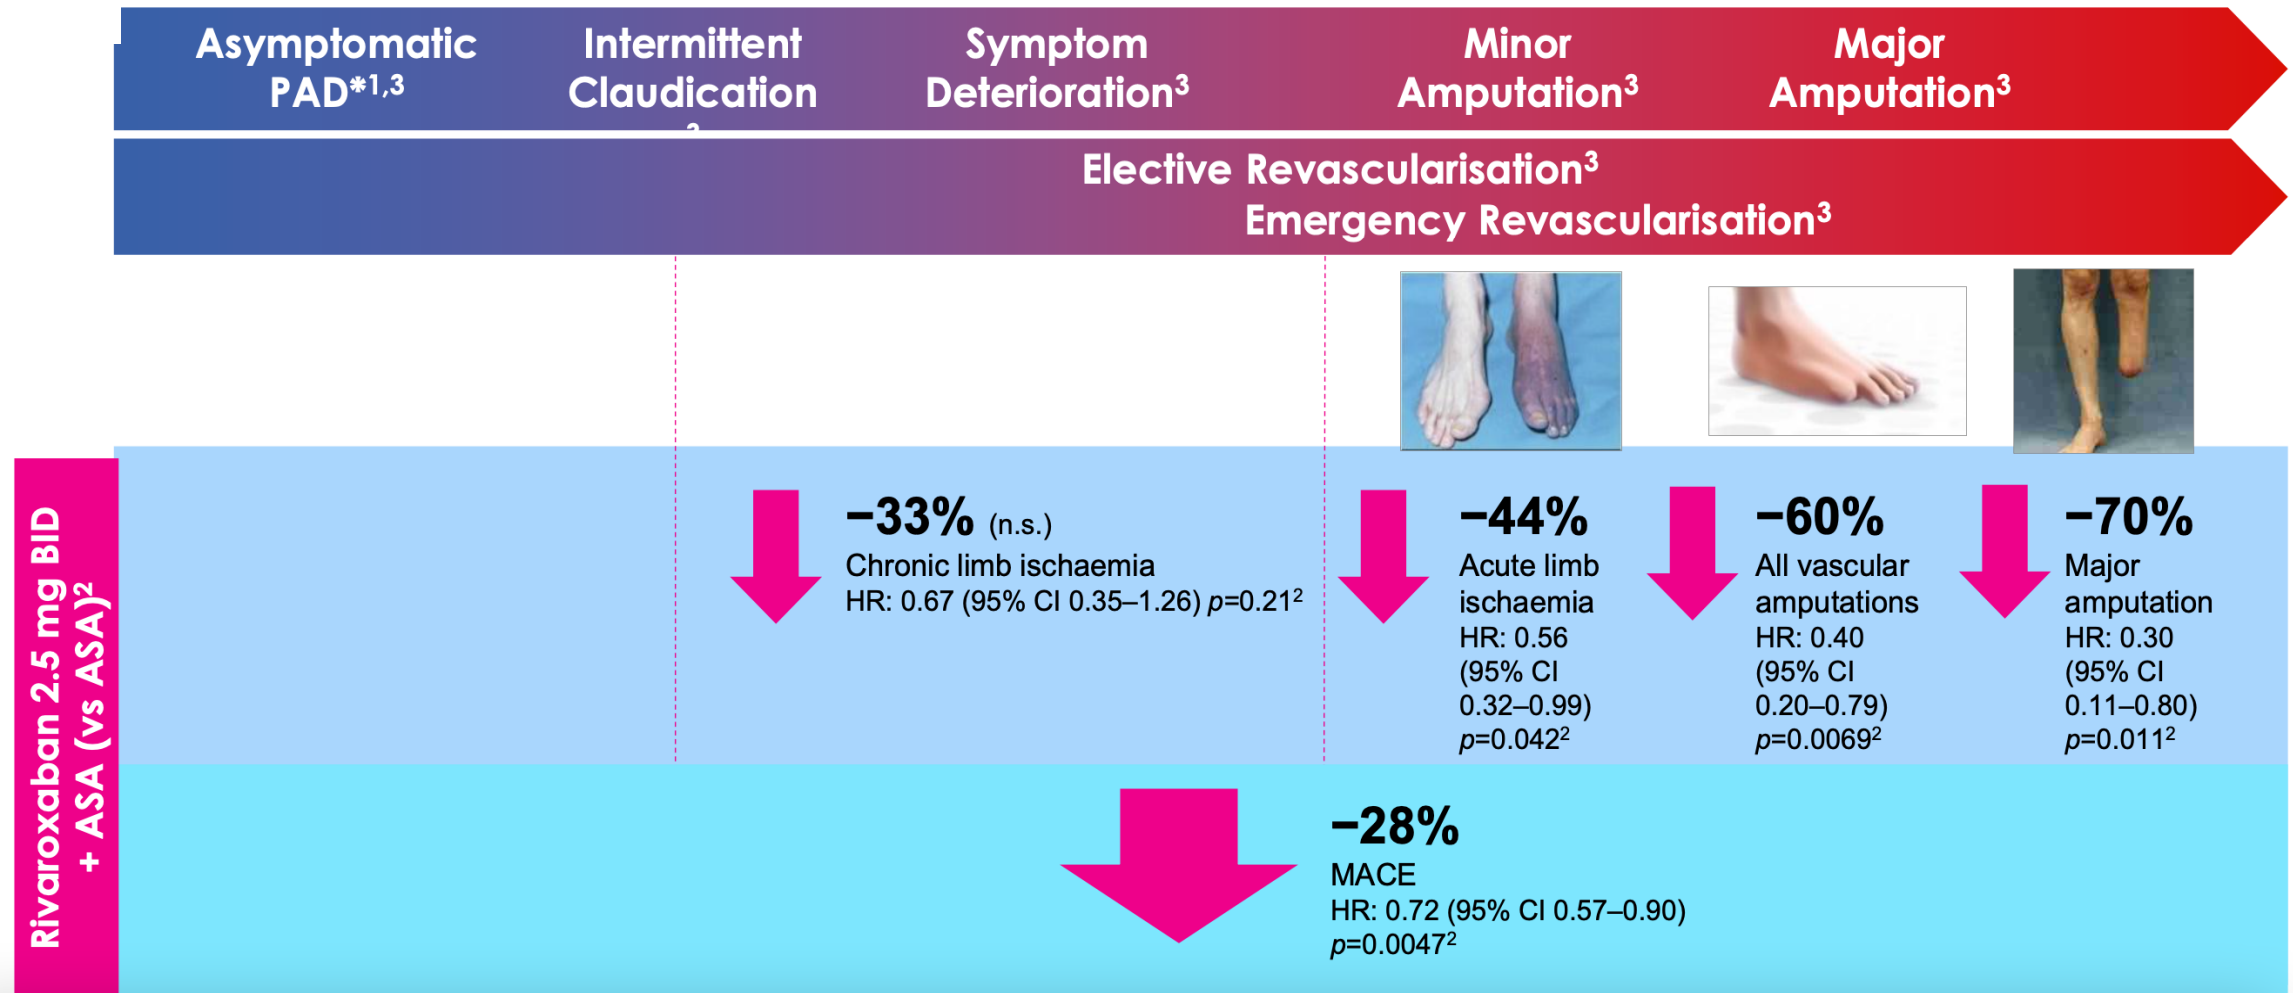 Asymptomatic
PAD*1,3
Intermittent
Claudication
3
Symptom
Deterioration3
Minor
Amputation3
Major
Amputation3
Elective Revascularisation3
Emergency Revascularisation3
Rivaroxaban 2.5 mg BID
+ ASA (vs ASA)2
−33% (n.s.)
Chronic limb ischaemia
HR: 0.67 (95% CI 0.35–1.26) p=0.212
−44%
Acute limb
ischaemia
HR: 0.56
(95% CI
0.32–0.99)
p=0.0422
−60%
All vascular
amputations
HR: 0.40
(95% CI
0.20–0.79)
p=0.00692
−70%
Major
amputation
HR: 0.30
(95% CI
0.11–0.80)
p=0.0112
−28%
MACE
HR: 0.72 (95% CI 0.57–0.90)
p=0.00472